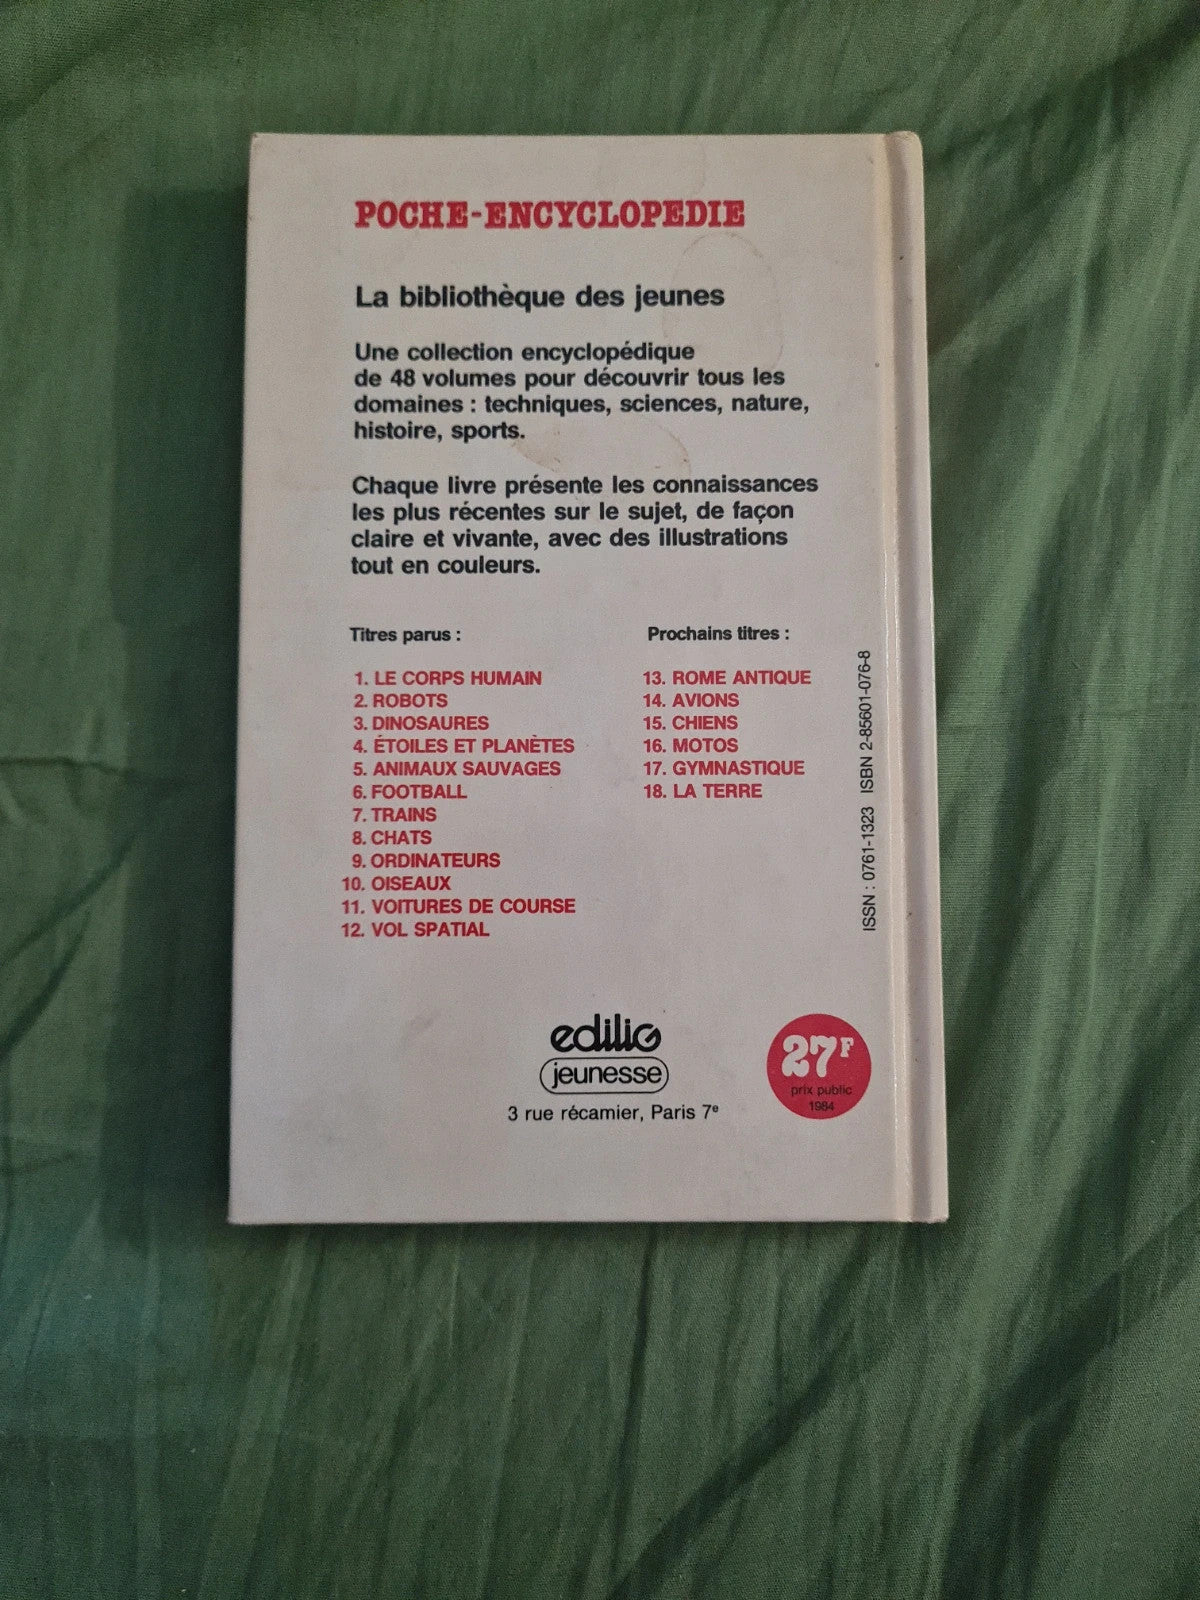 POCHE-ENCYCLOPEDIE
La bibliothèque des jeunes
Une collection encyclopédique
de 48 volumes pour découvrir tous les
domaines : techniques, sciences, nature,
histoire, sports.
Chaque livre présente les connaissances
les plus récentes sur le sujet, de façon
claire et vivante, avec des illustrations
tout en couleurs.
Titres parus :
1. LE CORPS HUMAIN
2. ROBOTS
3. DINOSAURES
4. ÉTOILES ET PLANÈTES
5. ANIMAUX SAUVAGES
6. FOOTBALL
7. TRAINS
8. CHATS
9. ORDINATEURS
10. OISEAUX
11. VOITURES DE COURSE
12. VOL SPATIAL
Prochains titres :
13. ROME ANTIQUE
14. AVIONS
15. CHIENS
16. MOTOS
17. GYMNASTIQUE
18. LA TERRE
ISSN : 0761-1323 ISBN 2-85601-076-8
edilig
jeunesse
3 rue récamier, Paris 7e
27F
prix public
1984